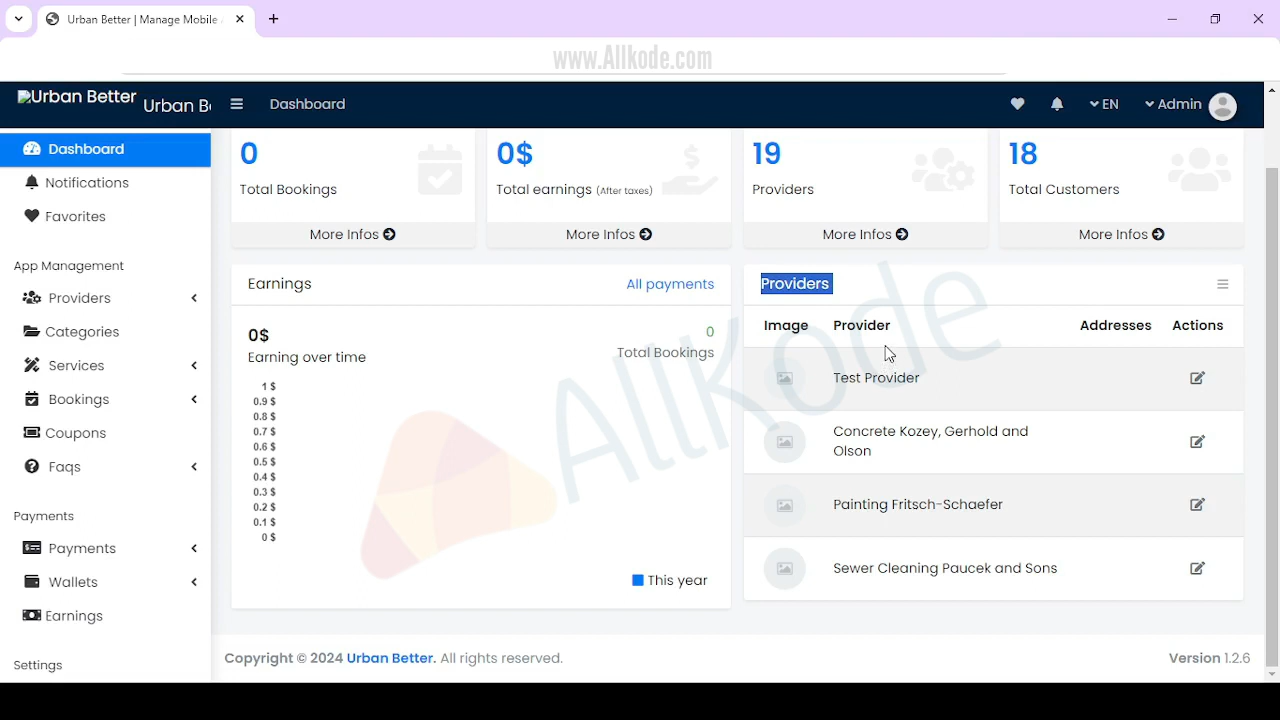 Urban Better | Manage Mobile
www.Allkode.com
Urban Better
Urban B
Dashboard
EN
Admin
Dashboard
Notifications
Favorites
App Management
Providers
Categories
Services
Bookings
Coupons
Faqs
Payments
Payments
Wallets
Earnings
Settings
0
Total Bookings
More Infos
0$
Total earnings (After taxes)
More Infos
19
Providers
More Infos
18
Total Customers
More Infos
Earnings
All payments
0$
Earning over time
0
Total Bookings
1 $
0.9 $
0.8 $
0.7 $
0.6 $
0.5 $
0.4 $
0.3 $
0.2 $
0.1 $
0 $
This year
Providers
Image Provider Addresses Actions
Test Provider
Concrete Kozey, Gerhold and
Olson
Painting Fritsch-Schaefer
Sewer Cleaning Paucek and Sons
AllKode
Copyright © 2024 Urban Better. All rights reserved.
Version 1.2.6